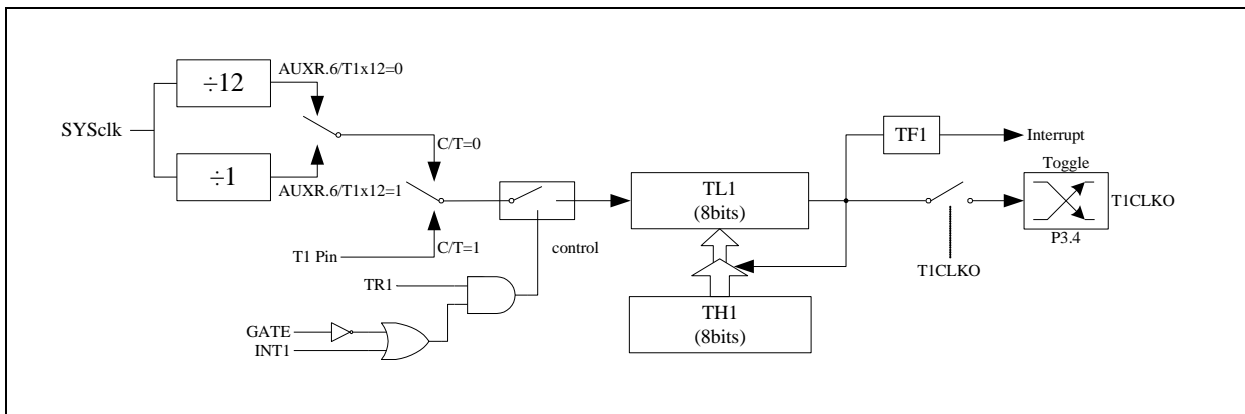 ÷12
AUXR.6/T1x12=0
SYSclk
÷1
AUXR.6/T1x12=1
C/T=0
T1 Pin
C/T=1
control
TR1
GATE
INT1
TL1
(8bits)
TH1
(8bits)
TF1
Interrupt
Toggle
T1CLKO
P3.4
T1CLKO